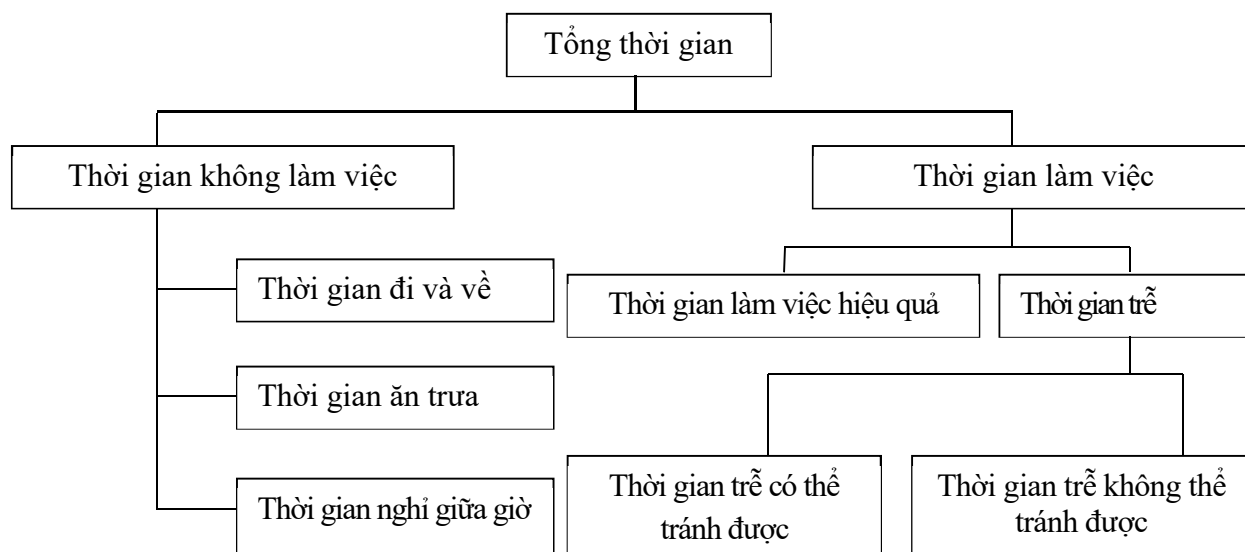 Tổng thời gian
Thời gian không làm việc
Thời gian làm việc
Thời gian đi và về
Thời gian làm việc hiệu quả
Thời gian trễ
Thời gian ăn trưa
Thời gian nghỉ giữa giờ
Thời gian trễ có thể
tránh được
Thời gian trễ không thể
tránh được